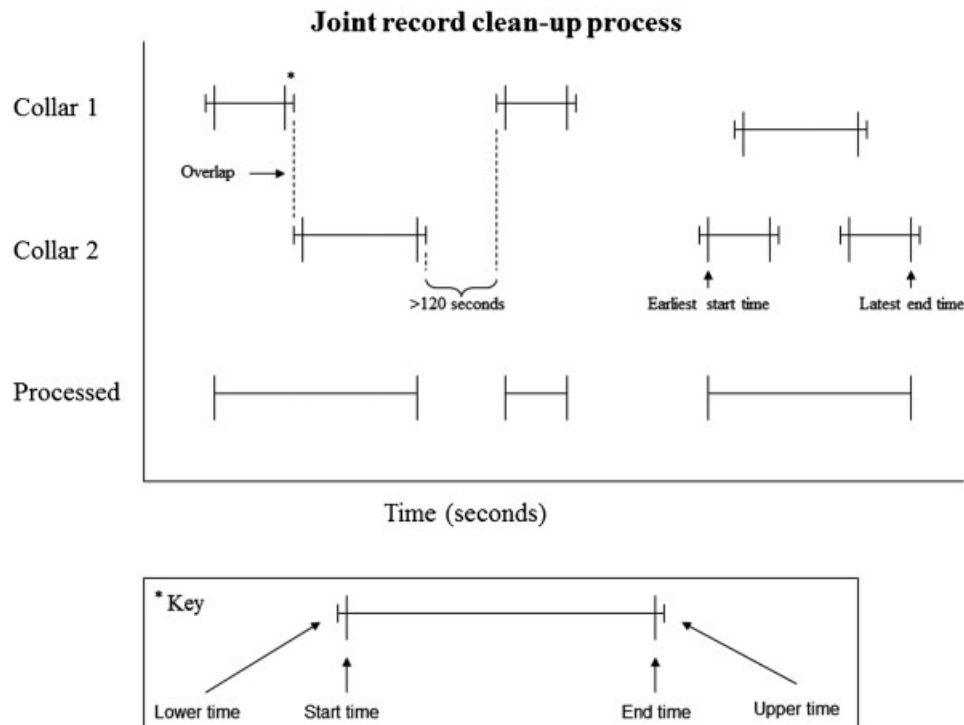 Joint record clean-up process
*
Collar 1
Overlap
Collar 2
>120 seconds
Earliest start time
Latest end time
Processed
Time (seconds)
* Key
Lower time
Start time
End time
Upper time